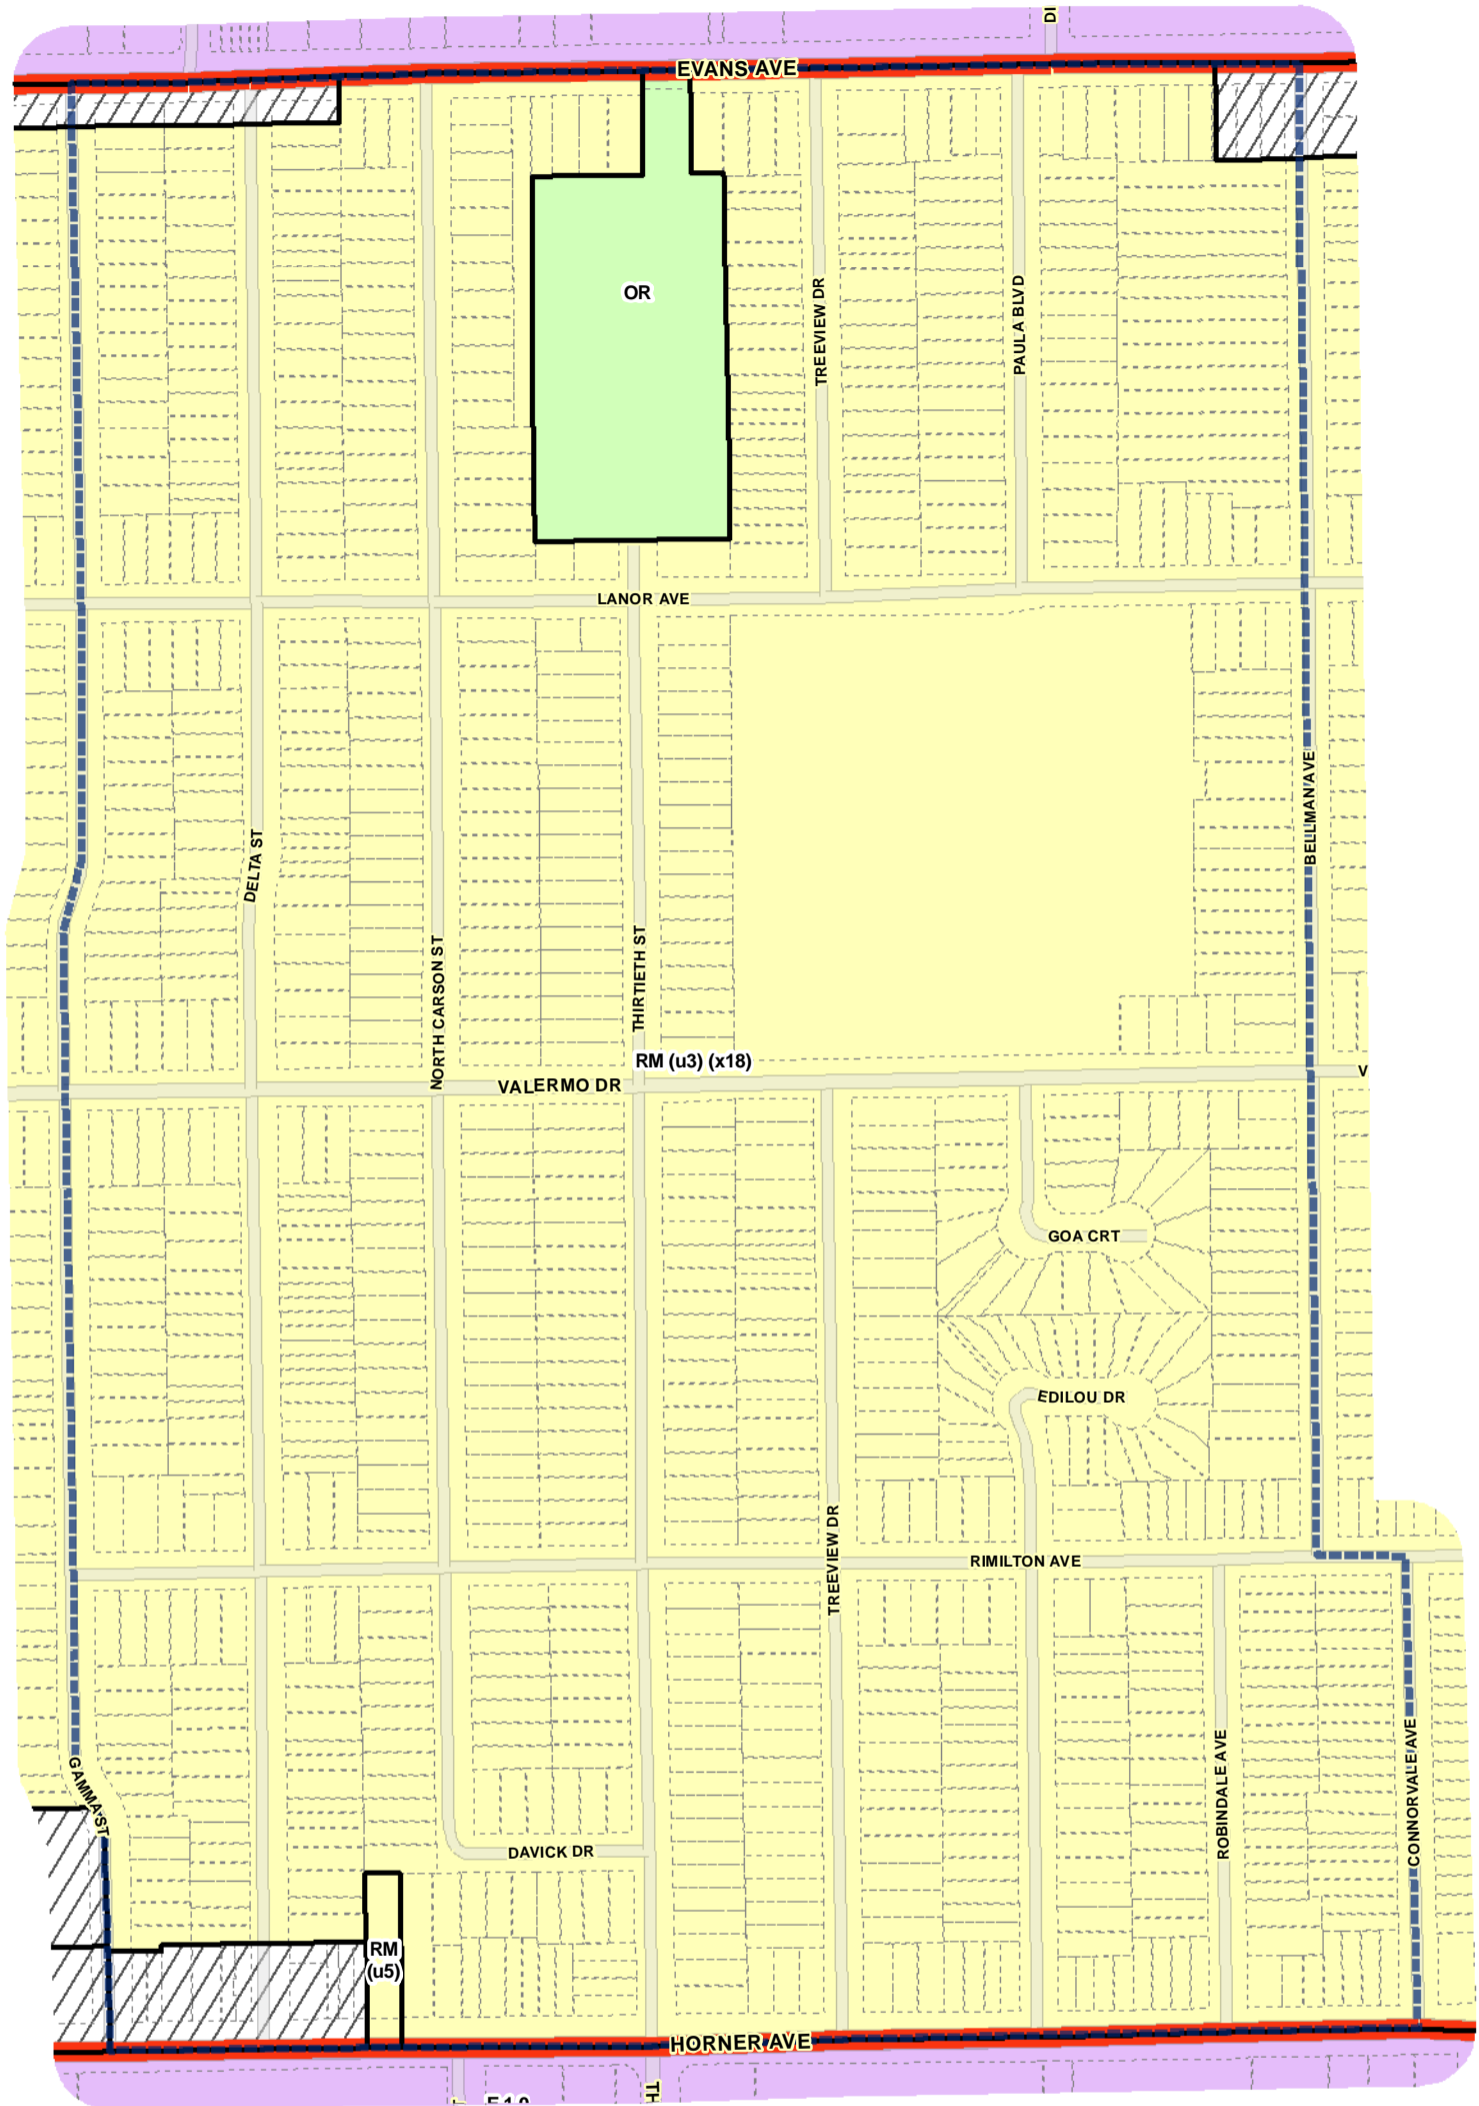 DI
EVANS AVE
OR
TREEVIEW DR
PAULA BLVD
LANOR AVE
BELLMAN AVE
DELTA ST
NORTH CARSON ST
THIRTIETH ST
RM (u3) (x18)
VALERMO DR
V
GOA CRT
EDILOU DR
TREEVIEW DR
RIMILTON AVE
GAMMA ST
ROBINDALE AVE
CONNORVALE AVE
DAVICK DR
RM
(u5)
HORNER AVE
TH